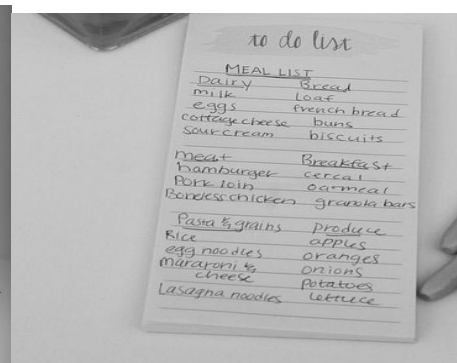 to do list
MEAL LIST
Dairy Bread
milk Loaf
eggs french bread
cottage cheese buns
sour cream biscuits
meat Breakfast
hamburger cereal
Pork loin oatmeal
Boneless chicken granola bars
Pasta & grains produce
Rice apples
egg noodles oranges
mararoni & onions
cheese Potatoes
Lasagna noodles lettuce